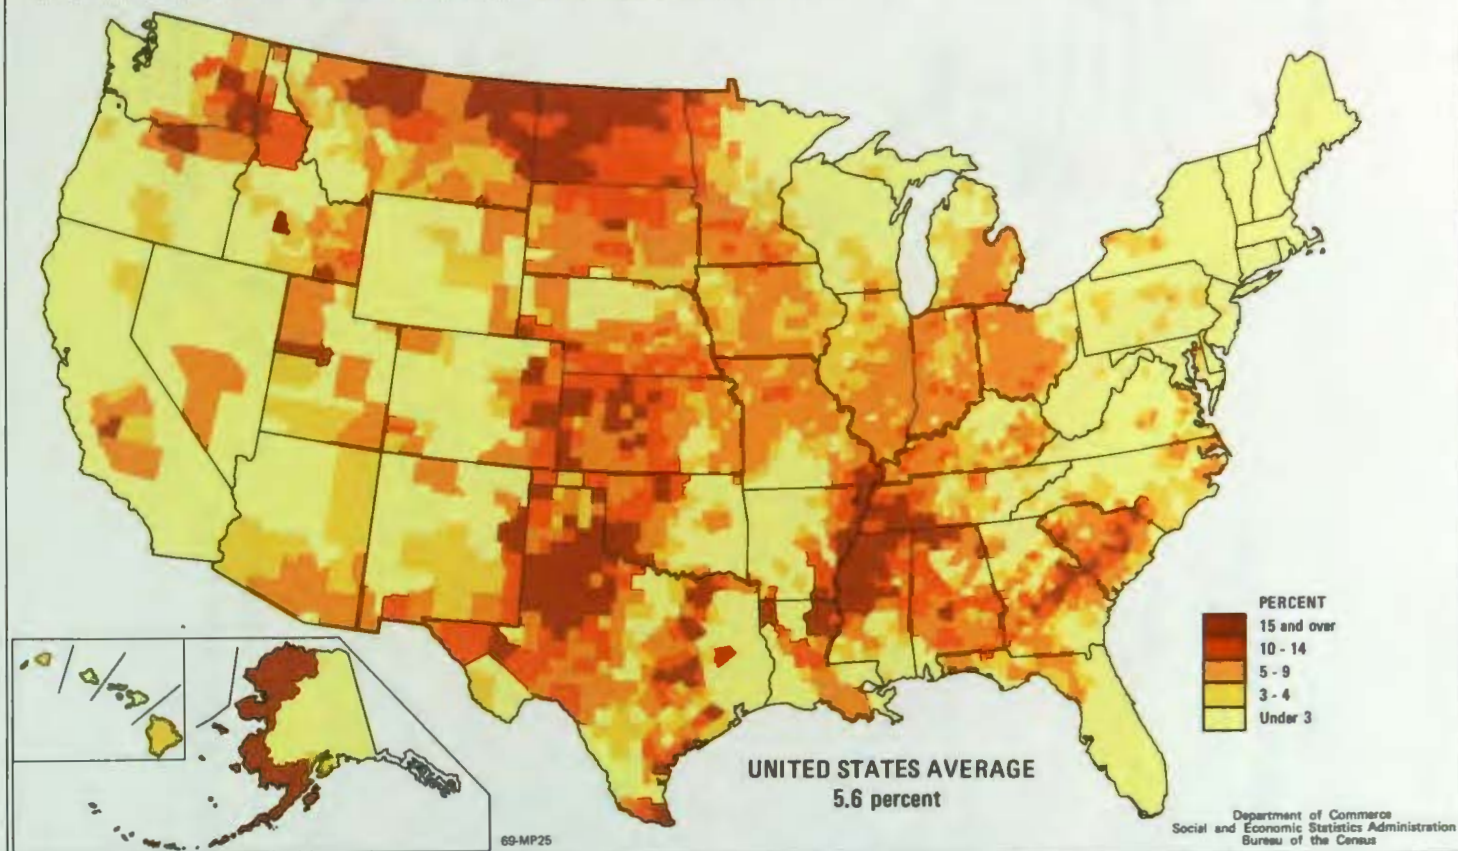 PERCENT
15 and over
10 - 14
5 - 9
3 - 4
Under 3
UNITED STATES AVERAGE
5.6 percent
69-MP25
Department of Commerce
Social and Economic Statistics Administration
Bureau of the Census